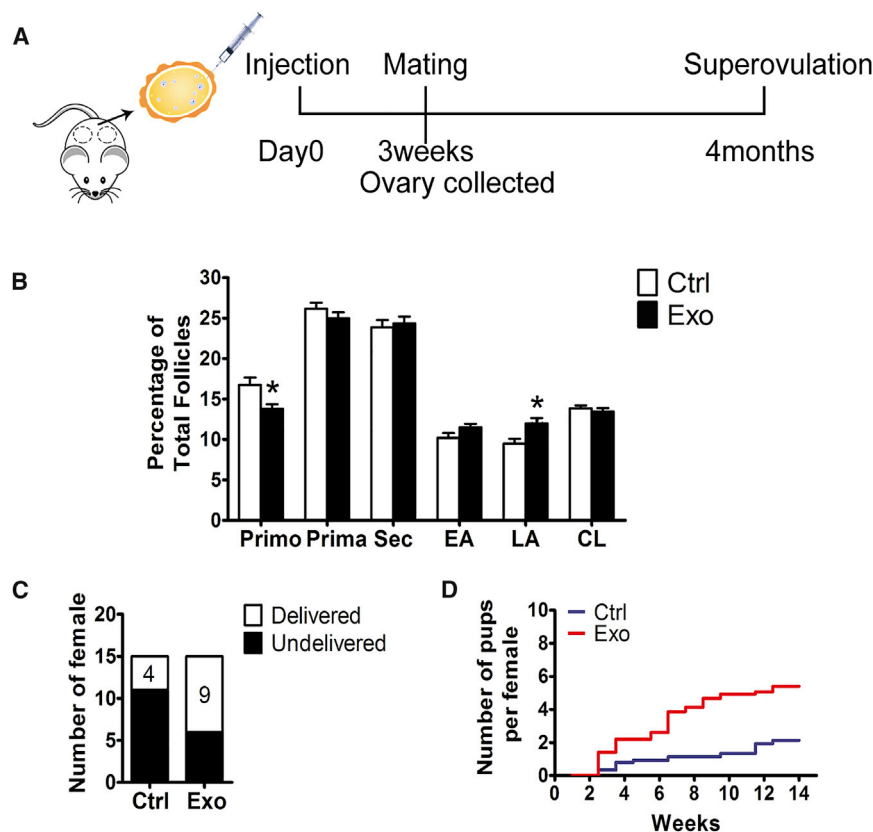 A
Injection Mating Superovulation
Day0 3weeks 4months
Ovary collected
B
Percentage of
Total Follicles
30
25
20
15
10
5
0
* *
Primo Prima Sec EA LA CL
Ctrl
Exo
C
Number of female
20
15
10
5
0
4 9
Ctrl Exo
Delivered
Undelivered
D
Number of pups
per female
10
8
6
4
2
0
Ctrl
Exo
0 2 4 6 8 10 12 14
Weeks